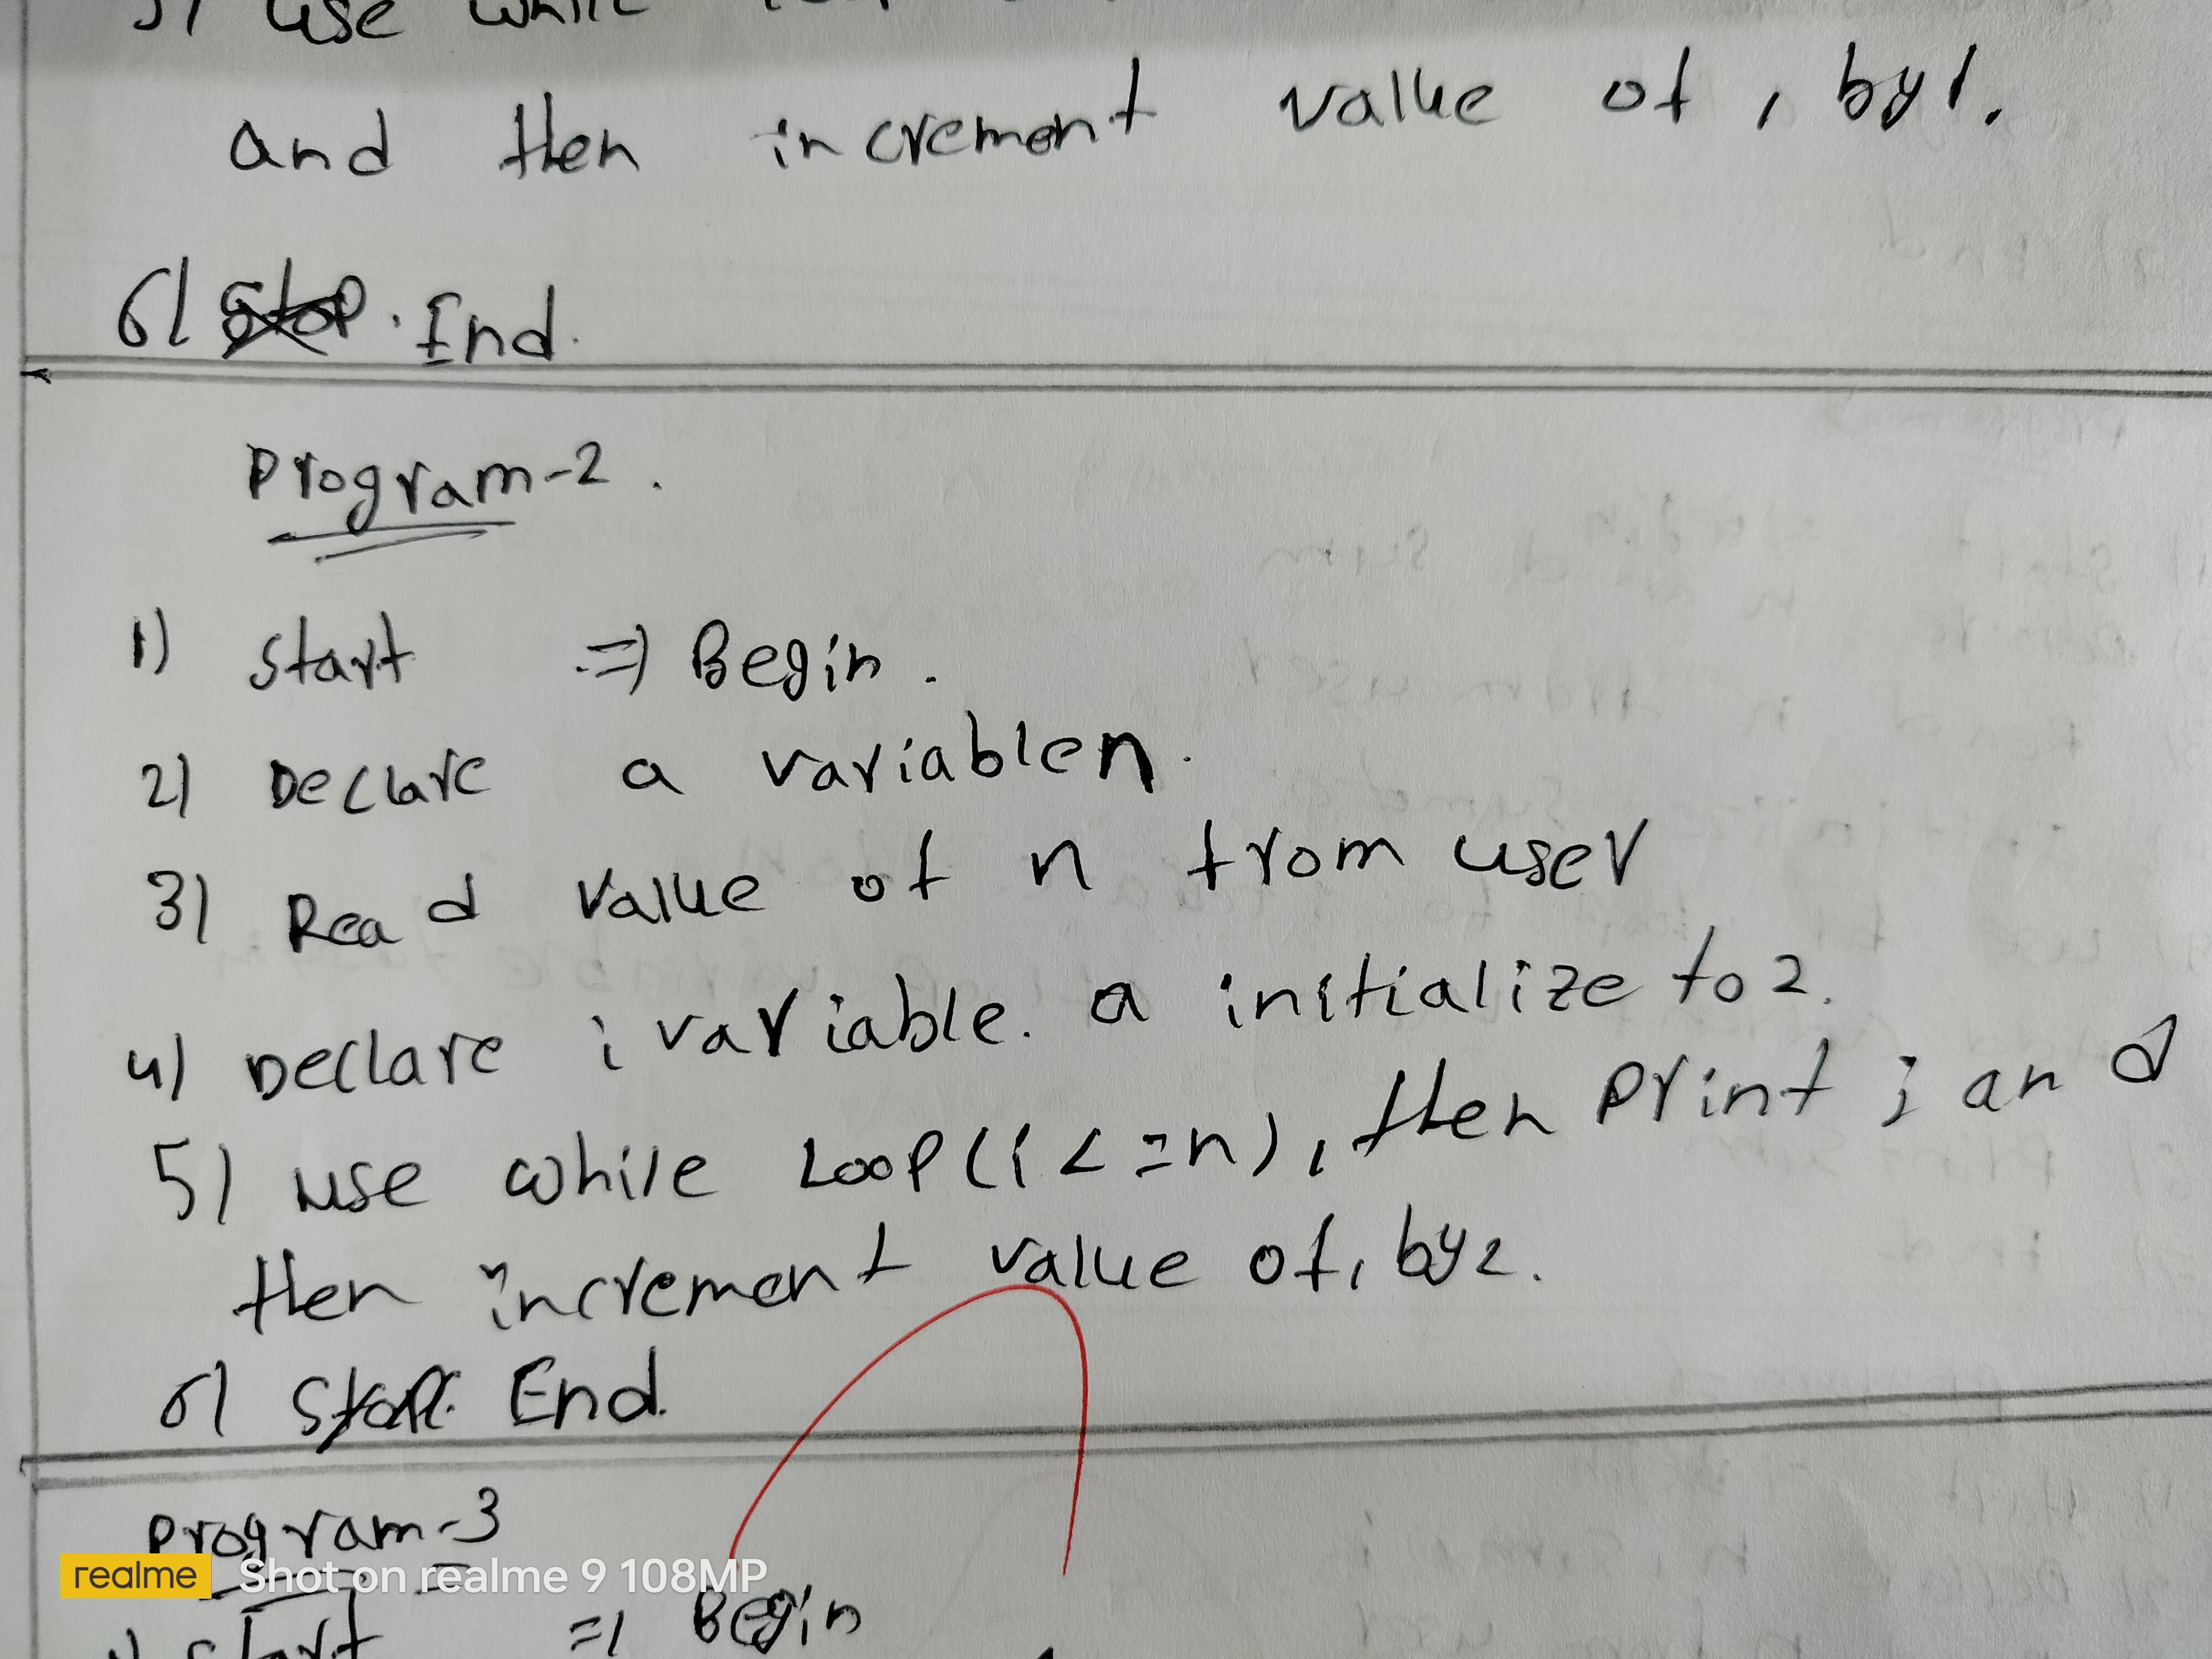 5) use while
and then increment value of i by 1.
6) Stop. End.
Program-2.
1) Start => Begin.
2) Declare a variable n.
3) Read value of n from user
4) Declare i variable. a initialize to 2.
5) use while Loop (i <= n), then Print i and
then increment value of i by 2.
6) Stop. End.
Program-3
1) Start => Begin
realme Shot on realme 9 108MP